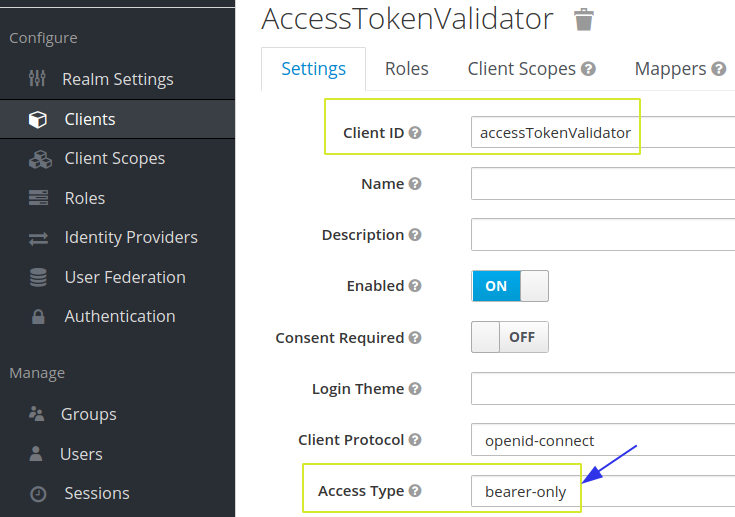 Configure
Realm Settings
Clients
Client Scopes
Roles
Identity Providers
User Federation
Authentication
Manage
Groups
Users
Sessions
AccessTokenValidator
Settings Roles Client Scopes ? Mappers ?
Client ID ? accessTokenValidator
Name ?
Description ?
Enabled ? ON
Consent Required ? OFF
Login Theme ?
Client Protocol ? openid-connect
Access Type ? bearer-only